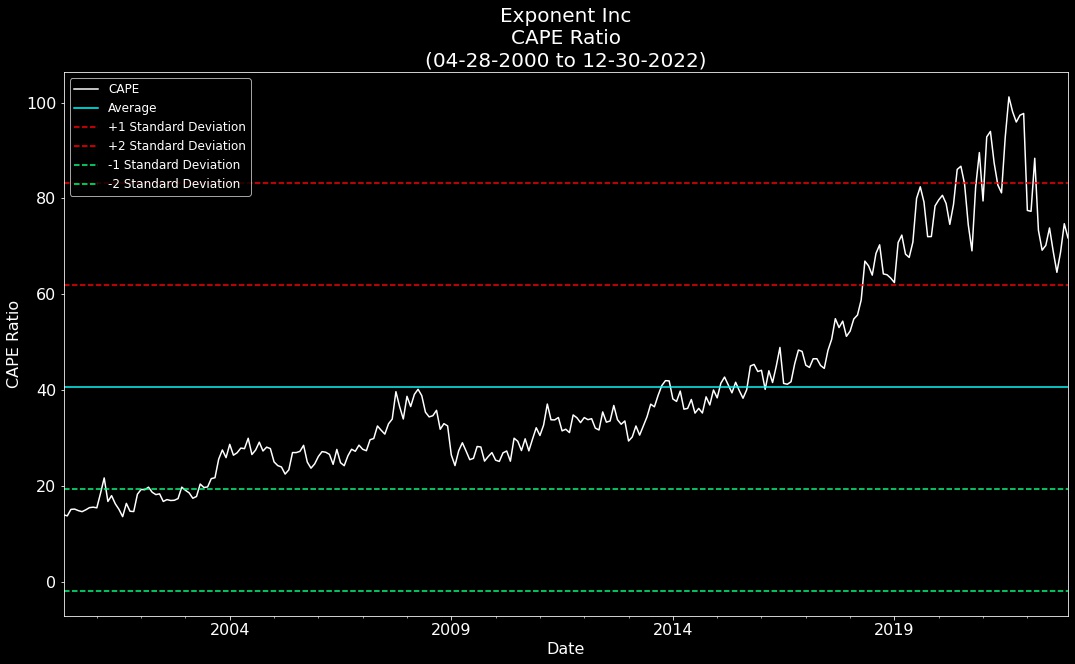 Exponent Inc
CAPE Ratio
(04-28-2000 to 12-30-2022)
CAPE
Average
+1 Standard Deviation
+2 Standard Deviation
-1 Standard Deviation
-2 Standard Deviation
100
80
60
40
20
0
CAPE Ratio
2004
2009
2014
2019
Date